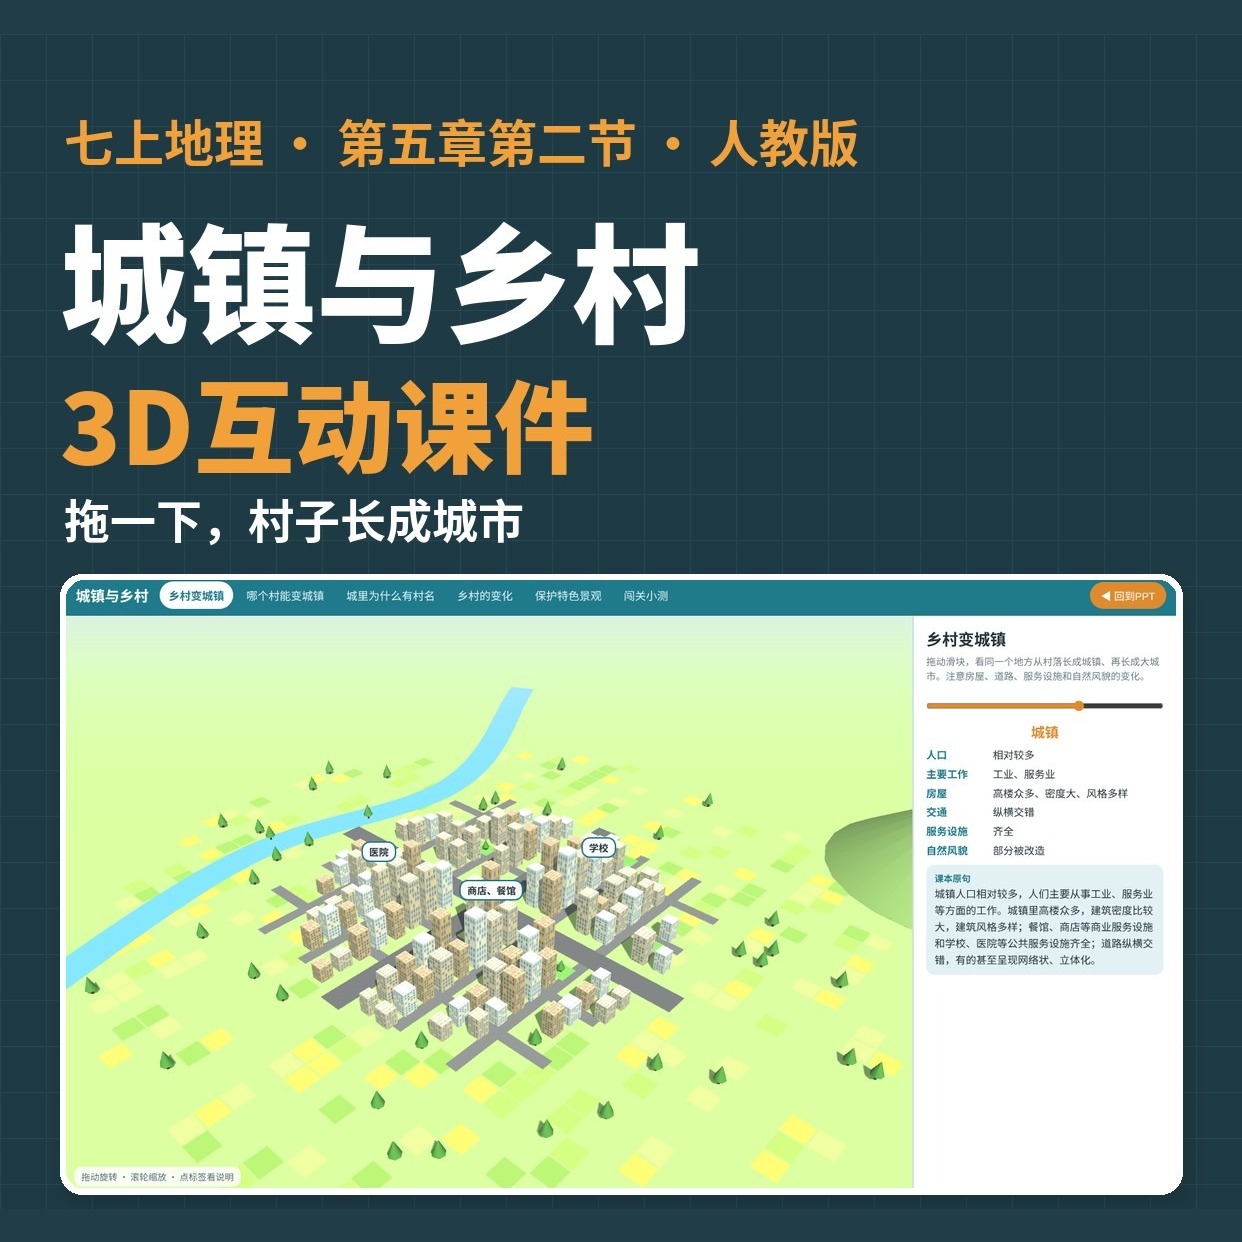 七上地理 · 第五章第二节 · 人教版
城镇与乡村
3D互动课件
拖一下，村子长成城市
城镇与乡村 乡村变城镇 哪个村能变城镇 城里为什么有村名 乡村的变化 保护特色景观 闯关小测 ◀ 回到PPT
乡村变城镇
拖动滑块，看同一个地方从村落长成城镇、再长成大城
市。注意房屋、道路、服务设施和自然风貌的变化。
城镇
人口 相对较多
主要工作 工业、服务业
房屋 高楼众多、密度大、风格多样
交通 纵横交错
服务设施 齐全
自然风貌 部分被改造
课本原句
城镇人口相对较多，人们主要从事工业、服务业
等方面的工作。城镇里高楼众多，建筑密度比较
大，建筑风格多样；餐馆、商店等商业服务设施
和学校、医院等公共服务设施齐全；道路纵横交
错，有的甚至呈现网络状、立体化。
医院
学校
商店、餐馆
拖动旋转 · 滚轮缩放 · 点标签看说明